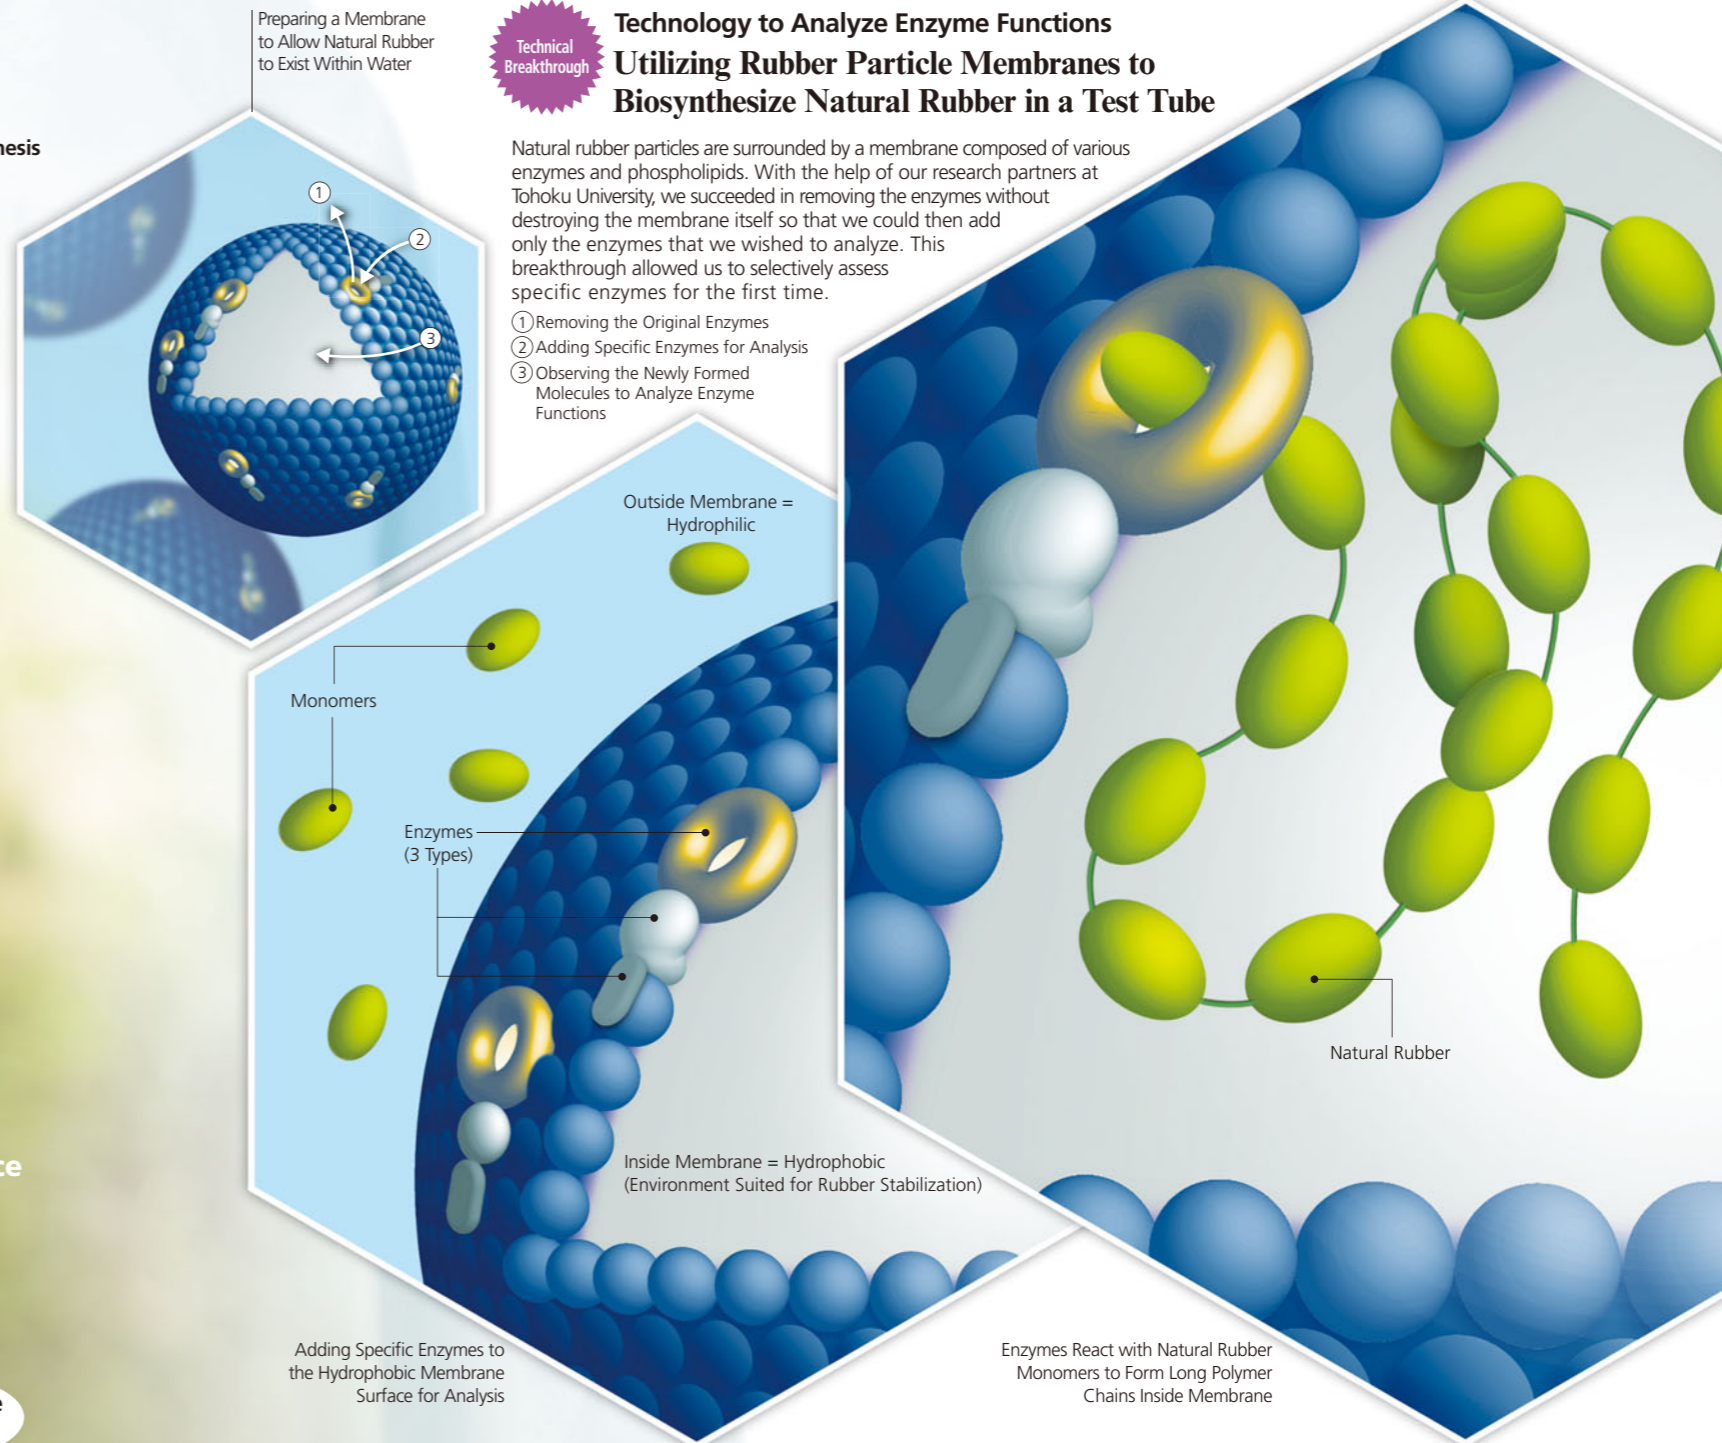 Preparing a Membrane
to Allow Natural Rubber
to Exist Within Water
Technical
Breakthrough
Technology to Analyze Enzyme Functions
Utilizing Rubber Particle Membranes to
Biosynthesize Natural Rubber in a Test Tube
Natural rubber particles are surrounded by a membrane composed of various
enzymes and phospholipids. With the help of our research partners at
Tohoku University, we succeeded in removing the enzymes without
destroying the membrane itself so that we could then add
only the enzymes that we wished to analyze. This
breakthrough allowed us to selectively assess
specific enzymes for the first time.
① Removing the Original Enzymes
② Adding Specific Enzymes for Analysis
③ Observing the Newly Formed
Molecules to Analyze Enzyme
Functions
①
②
③
Outside Membrane =
Hydrophilic
Monomers
Enzymes
(3 Types)
Natural Rubber
Inside Membrane = Hydrophobic
(Environment Suited for Rubber Stabilization)
Adding Specific Enzymes to
the Hydrophobic Membrane
Surface for Analysis
Enzymes React with Natural Rubber
Monomers to Form Long Polymer
Chains Inside Membrane